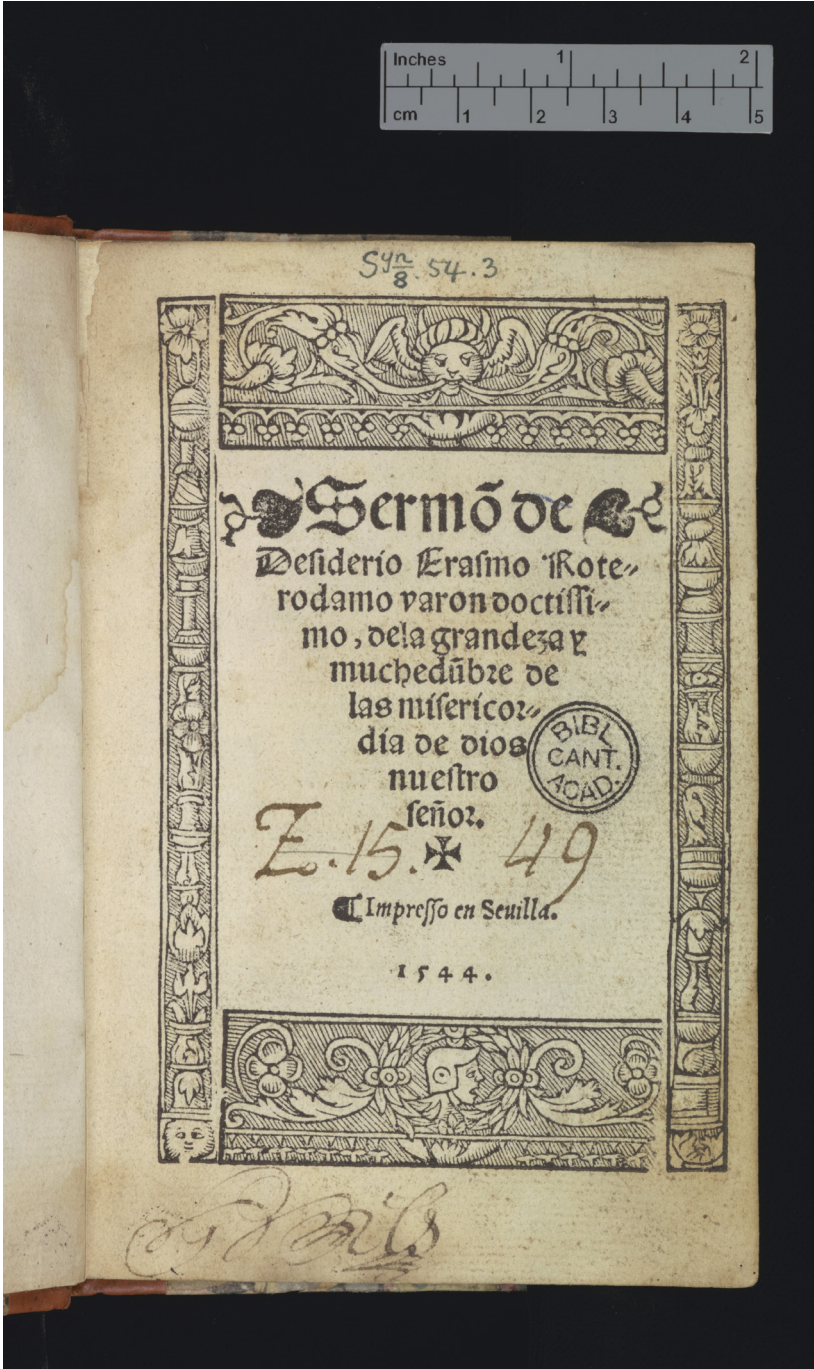 Inches 1 2
cm 1 2 3 4 5
Syn. 8. 54. 3
Sermõ de
Desiderio Erasmo Rote⸗
rodamo varon doctissi⸗
mo, dela grandeza y
muchedũbre de
las misericor⸗
dia de dios
nuestro
señor.
BIBL.
CANT.
ACAD.
Z. 15. ✠ 49
¶ Impresso en Seuilla.
1544.